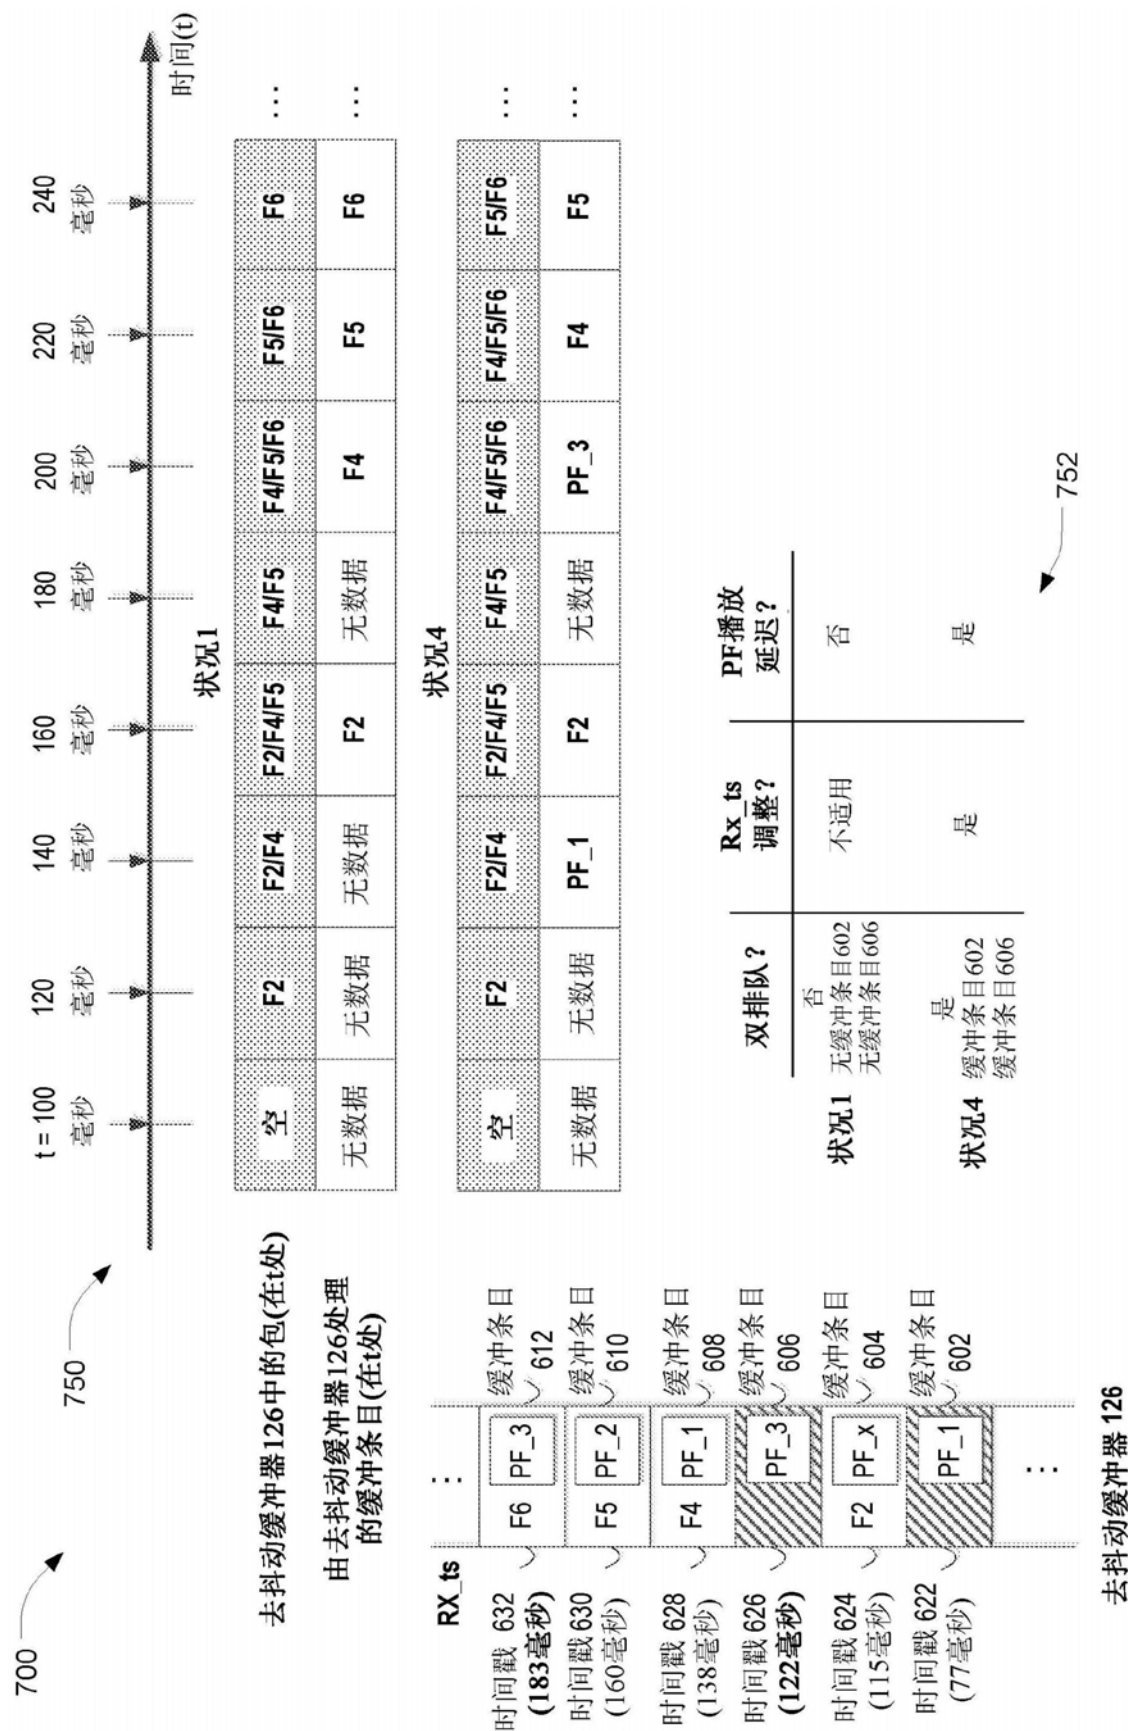 700
750
t = 100 120 140 160 180 200 220 240
毫秒 毫秒 毫秒 毫秒 毫秒 毫秒 毫秒 毫秒
时间(t)
状况1
去抖动缓冲器126中的包(在t处)
空 F2 F2/F4 F2/F4/F5 F4/F5 F4/F5/F6 F5/F6 F6 ...
由去抖动缓冲器126处理
的缓冲条目(在t处)
无数据 无数据 无数据 F2 无数据 F4 F5 F6 ...
状况4
空 F2 F2/F4 F2/F4/F5 F4/F5 F4/F5/F6 F4/F5/F6 F5/F6 ...
无数据 无数据 PF_1 F2 无数据 PF_3 F4 F5 ...
RX_ts
时间戳 632
(183毫秒)
F6 PF_3
缓冲条目
612
时间戳 630
(160毫秒)
F5 PF_2
缓冲条目
610
时间戳 628
(138毫秒)
F4 PF_1
缓冲条目
608
时间戳 626
(122毫秒)
PF_3
缓冲条目
606
时间戳 624
(115毫秒)
F2 PF_x
缓冲条目
604
时间戳 622
(77毫秒)
PF_1
缓冲条目
602
去抖动缓冲器 126
双排队?
Rx_ts
调整?
PF播放
延迟?
状况1
否
无缓冲条目602
无缓冲条目606
不适用
否
状况4
是
缓冲条目602
缓冲条目606
是
是
752